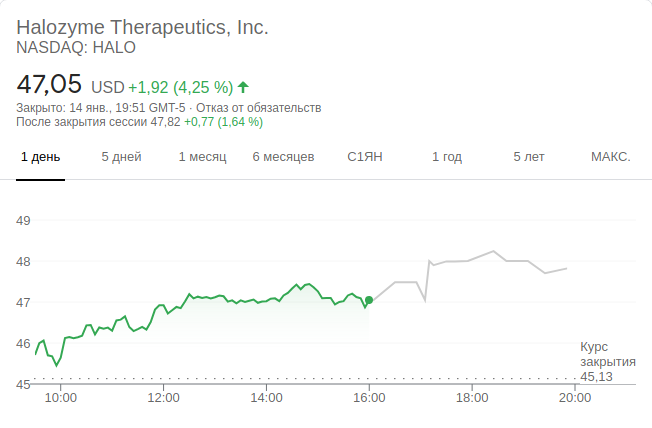 Halozyme Therapeutics, Inc.
NASDAQ: HALO
47,05 USD +1,92 (4,25 %)
Закрыто: 14 янв., 19:51 GMT-5 · Отказ от обязательств
После закрытия сессии 47,82 +0,77 (1,64 %)
1 день 5 дней 1 месяц 6 месяцев С1ЯН 1 год 5 лет МАКС.
49
48
47
46
45
Курс
закрытия
45,13
10:00 12:00 14:00 16:00 18:00 20:00